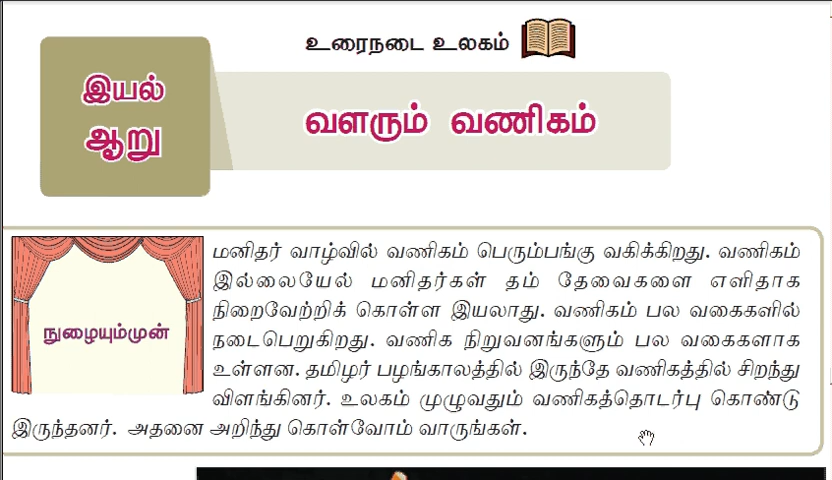 உரைநடை உலகம்
இயல்
ஆறு
வளரும் வணிகம்
நுழையும்முன்
மனிதர் வாழ்வில் வணிகம் பெரும்பங்கு வகிக்கிறது. வணிகம்
இல்லையேல் மனிதர்கள் தம் தேவைகளை எளிதாக
நிறைவேற்றிக் கொள்ள இயலாது. வணிகம் பல வகைகளில்
நடைபெறுகிறது. வணிக நிறுவனங்களும் பல வகைகளாக
உள்ளன. தமிழர் பழங்காலத்தில் இருந்தே வணிகத்தில் சிறந்து
விளங்கினர். உலகம் முழுவதும் வணிகத்தொடர்பு கொண்டு
இருந்தனர். அதனை அறிந்து கொள்வோம் வாருங்கள்.